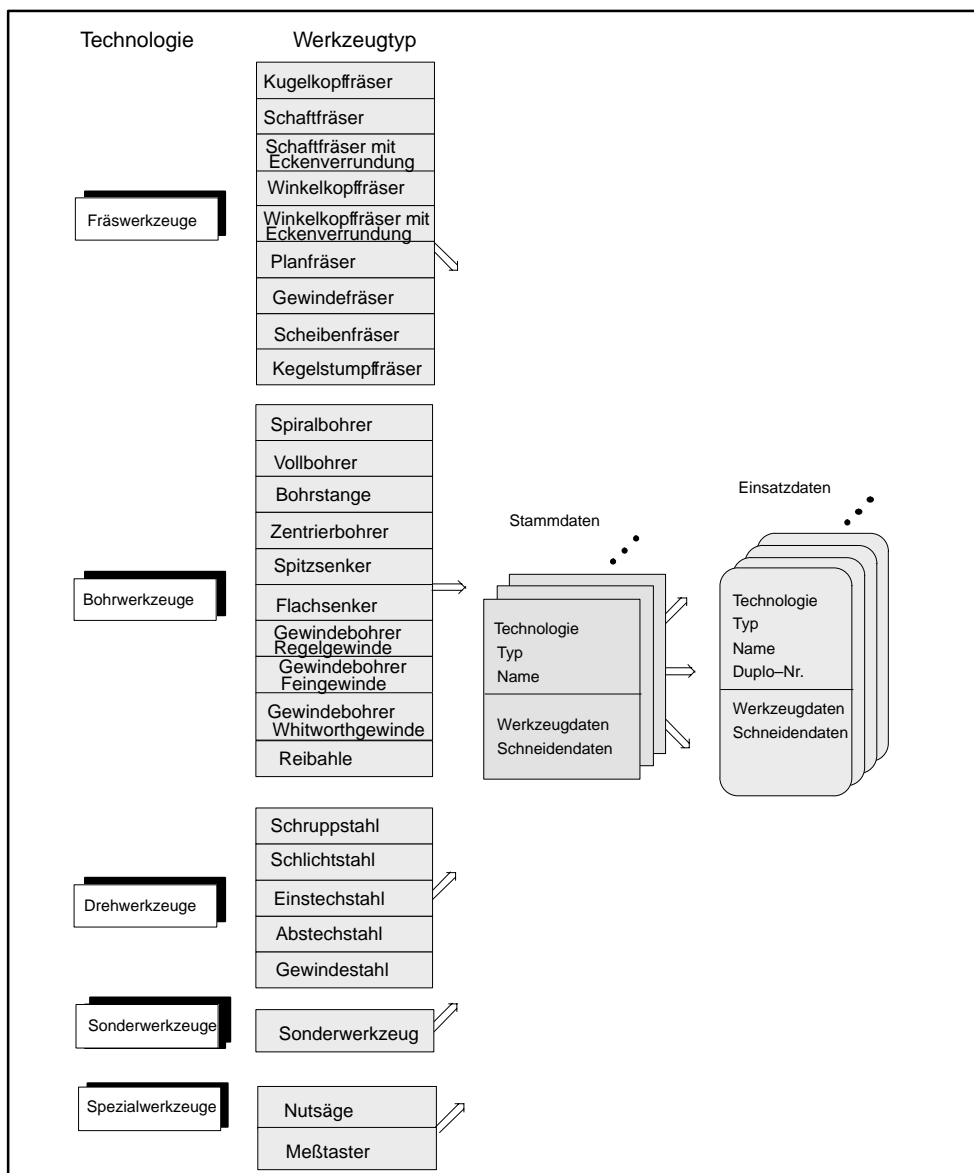 Technologie
Werkzeugtyp
Fräswerkzeuge
Kugelkopffräser
Schaftfräser
Schaftfräser mit
Eckenverrundung
Winkelkopffräser
Winkelkopffräser mit
Eckenverrundung
Planfräser
Gewindefräser
Scheibenfräser
Kegelstumpffräser
Bohrwerkzeuge
Spiralbohrer
Vollbohrer
Bohrstange
Zentrierbohrer
Spitzsenker
Flachsenker
Gewindebohrer
Regelgewinde
Gewindebohrer
Feingewinde
Gewindebohrer
Whitworthgewinde
Reibahle
Stammdaten
Technologie
Typ
Name
Werkzeugdaten
Schneidendaten
Einsatzdaten
Technologie
Typ
Name
Duplo–Nr.
Werkzeugdaten
Schneidendaten
Drehwerkzeuge
Schruppstahl
Schlichtstahl
Einstechstahl
Abstechstahl
Gewindestahl
Sonderwerkzeuge
Sonderwerkzeug
Spezialwerkzeuge
Nutsäge
Meßtaster